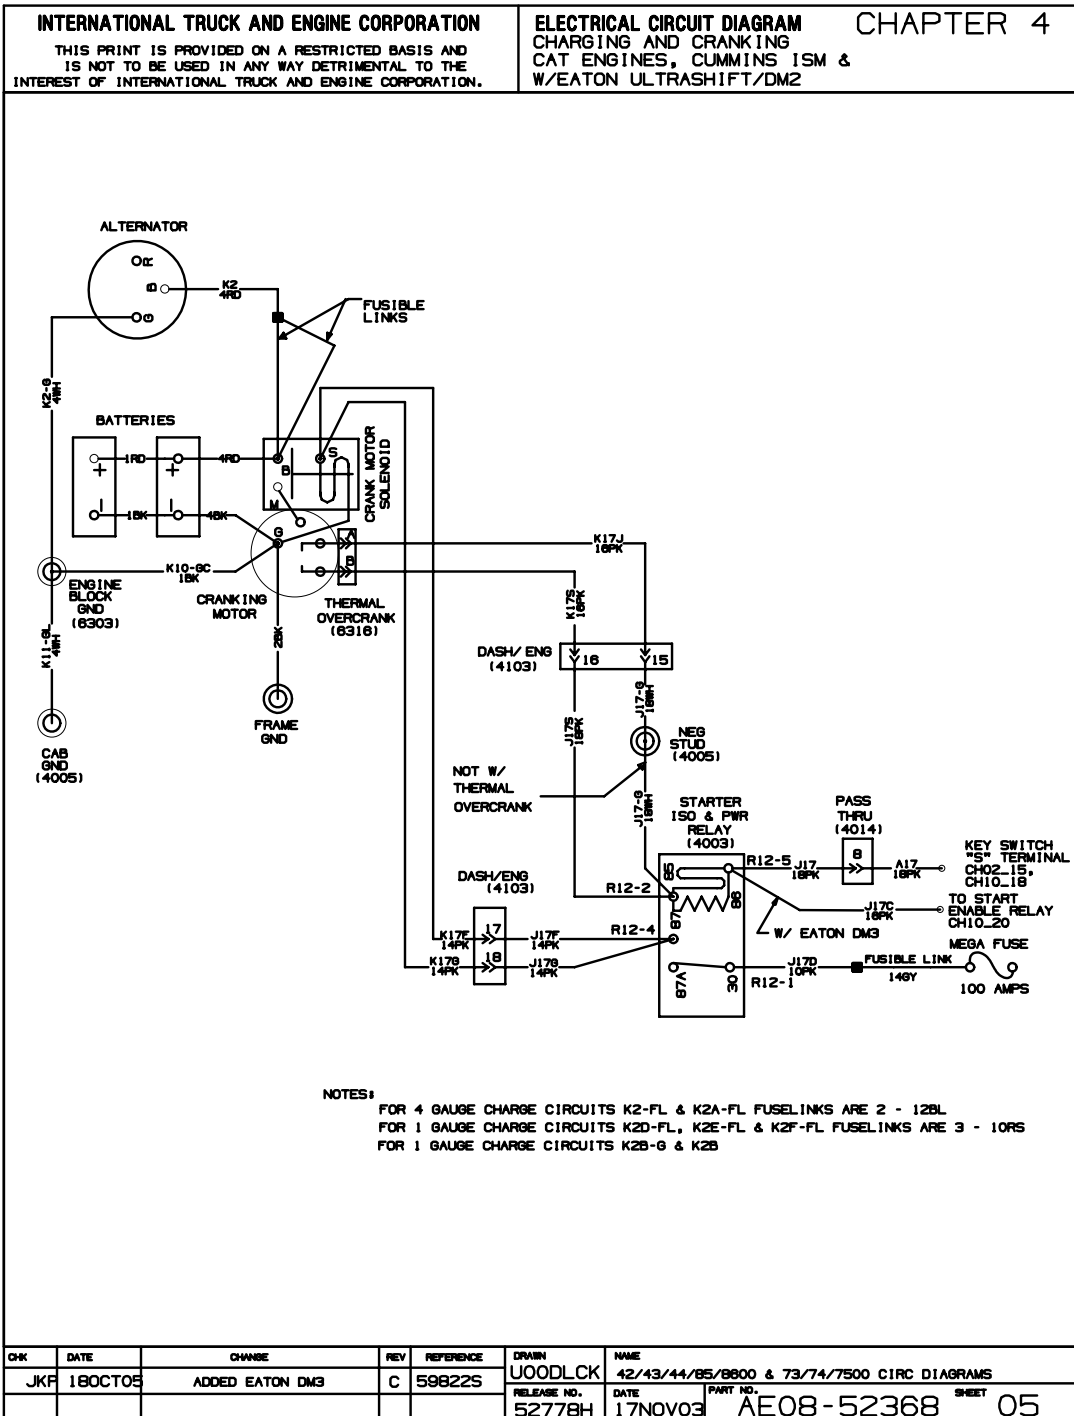 INTERNATIONAL TRUCK AND ENGINE CORPORATION
THIS PRINT IS PROVIDED ON A RESTRICTED BASIS AND
IS NOT TO BE USED IN ANY WAY DETRIMENTAL TO THE
INTEREST OF INTERNATIONAL TRUCK AND ENGINE CORPORATION.
ELECTRICAL CIRCUIT DIAGRAM
CHARGING AND CRANKING
CAT ENGINES, CUMMINS ISM &
W/EATON ULTRASHIFT/DM2
CHAPTER 4
ALTERNATOR
R
B
G
K2
4RD
FUSIBLE
LINKS
K2-G
4WH
BATTERIES
1RD
4RD
+
+
-
-
1BK
4BK
B
S
M
G
CRANK MOTOR
SOLENOID
A
B
K17J
16PK
K10-GC
1BK
ENGINE
BLOCK
GND
(6303)
CRANKING
MOTOR
THERMAL
OVERCRANK
(6316)
K17S
16PK
K11-GL
4WH
2BK
DASH/ENG
(4103)
16
15
J17S
18PK
J17-G
18WH
FRAME
GND
CAB
GND
(4005)
NEG
STUD
(4005)
NOT W/
THERMAL
OVERCRANK
J17-G
18WH
STARTER
ISO & PWR
RELAY
(4003)
PASS
THRU
(4014)
8
KEY SWITCH
"S" TERMINAL
CH02_15,
CH10_18
R12-5
J17
18PK
A17
18PK
85
86
87
87A
30
R12-2
R12-4
R12-1
DASH/ENG
(4103)
K17F
14PK
17
J17F
14PK
K17G
14PK
18
J17G
14PK
J17C
18PK
TO START
ENABLE RELAY
CH10_20
W/ EATON DM3
J17D
10PK
FUSIBLE LINK
14GY
MEGA FUSE
100 AMPS
NOTES:
FOR 4 GAUGE CHARGE CIRCUITS K2-FL & K2A-FL FUSELINKS ARE 2 - 12BL
FOR 1 GAUGE CHARGE CIRCUITS K2D-FL, K2E-FL & K2F-FL FUSELINKS ARE 3 - 10RS
FOR 1 GAUGE CHARGE CIRCUITS K2B-G & K2B
CHK DATE CHANGE REV REFERENCE
JKP 18OCT05 ADDED EATON DM3 C 59822S
DRAWN
U00DLCK
NAME
42/43/44/85/8600 & 73/74/7500 CIRC DIAGRAMS
RELEASE NO.
52778H
DATE
17NOV03
PART NO.
AE08-52368
SHEET
05